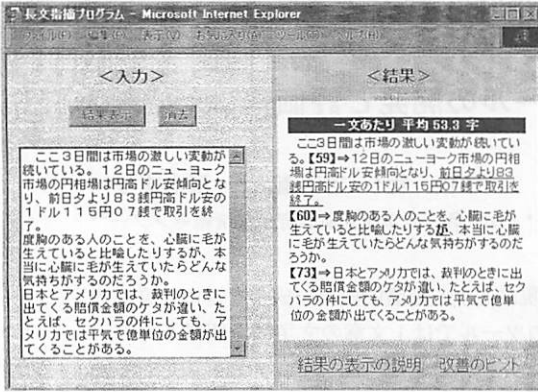 長文指摘プログラム - Microsoft Internet Explorer
ファイル(F) 編集(E) 表示(V) お気に入り(A) ツール(T) ヘルプ(H)
＜入力＞
結果表示 消去
ここ3日間は市場の激しい変動が
続いている。12日のニューヨーク
市場の円相場は円高ドル安傾向とな
り、前日夕より83銭円高ドル安の
1ドル115円07銭で取引を終
了。
度胸のある人のことを、心臓に毛が
生えていると比喩したりするが、本
当に心臓に毛が生えていたらどんな
気持ちがするのだろうか。
日本とアメリカでは、裁判のときに
出てくる賠償金額のケタが違い、た
とえば、セクハラの件にしても、ア
メリカでは平気で億単位の金額が出
てくることがある。
＜結果＞
一文あたり 平均 53.3 字
ここ3日間は市場の激しい変動が続いてい
る。【59】⇒12日のニューヨーク市場の円相
場は円高ドル安傾向となり、前日夕より83
銭円高ドル安の1ドル115円07銭で取引を
終了。
【60】⇒度胸のある人のことを、心臓に毛が
生えていると比喩したりするが、本当に心臓
に毛が生えていたらどんな気持ちがするのだ
ろうか。
【73】⇒日本とアメリカでは、裁判のときに出
てくる賠償金額のケタが違い、たとえば、セク
ハラの件にしても、アメリカでは平気で億単
位の金額が出てくることがある。
結果の表示の説明 改善のヒント